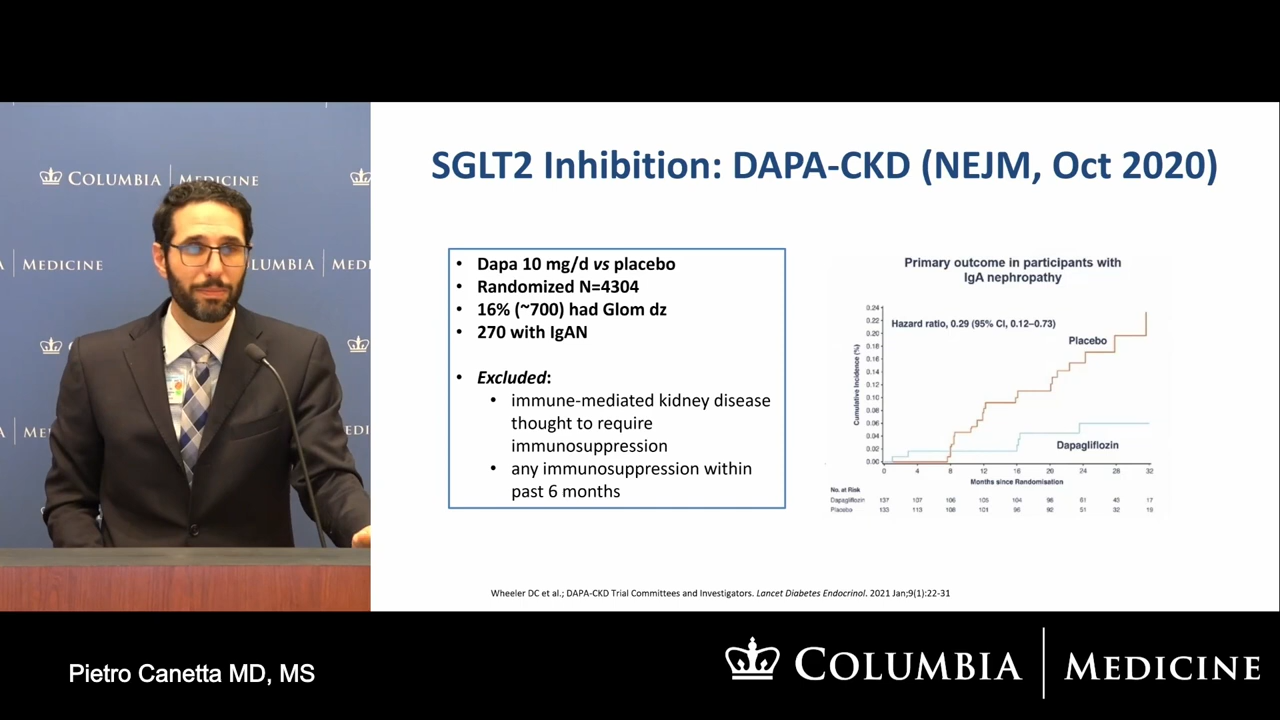 COLUMBIA MEDICINE
MEDICINE
LUMBIA MED
SGLT2 Inhibition: DAPA-CKD (NEJM, Oct 2020)
• Dapa 10 mg/d vs placebo
• Randomized N=4304
• 16% (~700) had Glom dz
• 270 with IgAN
• Excluded:
• immune-mediated kidney disease
thought to require
immunosuppression
• any immunosuppression within
past 6 months
Primary outcome in participants with
IgA nephropathy
Hazard ratio, 0.29 (95% CI, 0.12–0.73)
Placebo
Dapagliflozin
Cumulative Incidence (%)
0.24
0.22
0.20
0.18
0.16
0.14
0.12
0.10
0.08
0.06
0.04
0.02
0.00
0 4 8 12 16 20 24 28 32
Months since Randomisation
No. at Risk
Dapagliflozin 137 106 105 104 96 61 17
Placebo 133 113 108 101 96 92 51 32 19
Wheeler DC et al.; DAPA-CKD Trial Committees and Investigators. Lancet Diabetes Endocrinol. 2021 Jan;9(1):22-31
Pietro Canetta MD, MS
COLUMBIA MEDICINE